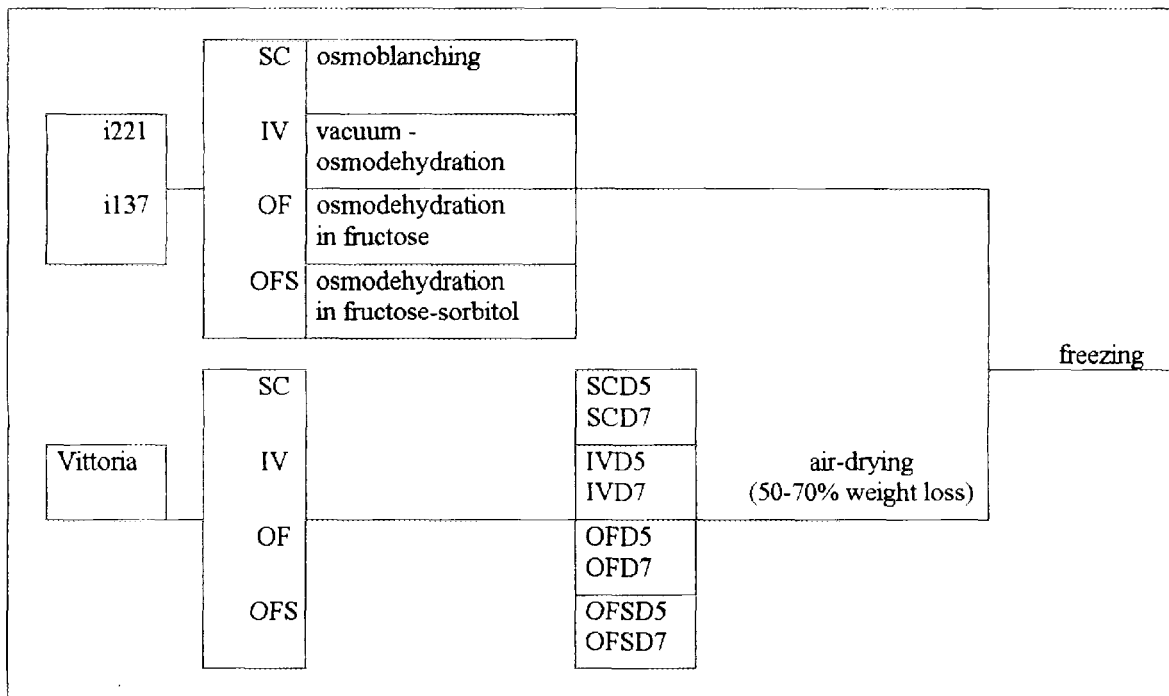 SC osmoblanching
i221
IV vacuum -
osmodehydration
i137
OF osmodehydration
in fructose
OFS osmodehydration
in fructose-sorbitol
freezing
SC
SCD5
SCD7
Vittoria
IV
IVD5
IVD7
air-drying
(50-70% weight loss)
OF
OFD5
OFD7
OFS
OFSD5
OFSD7